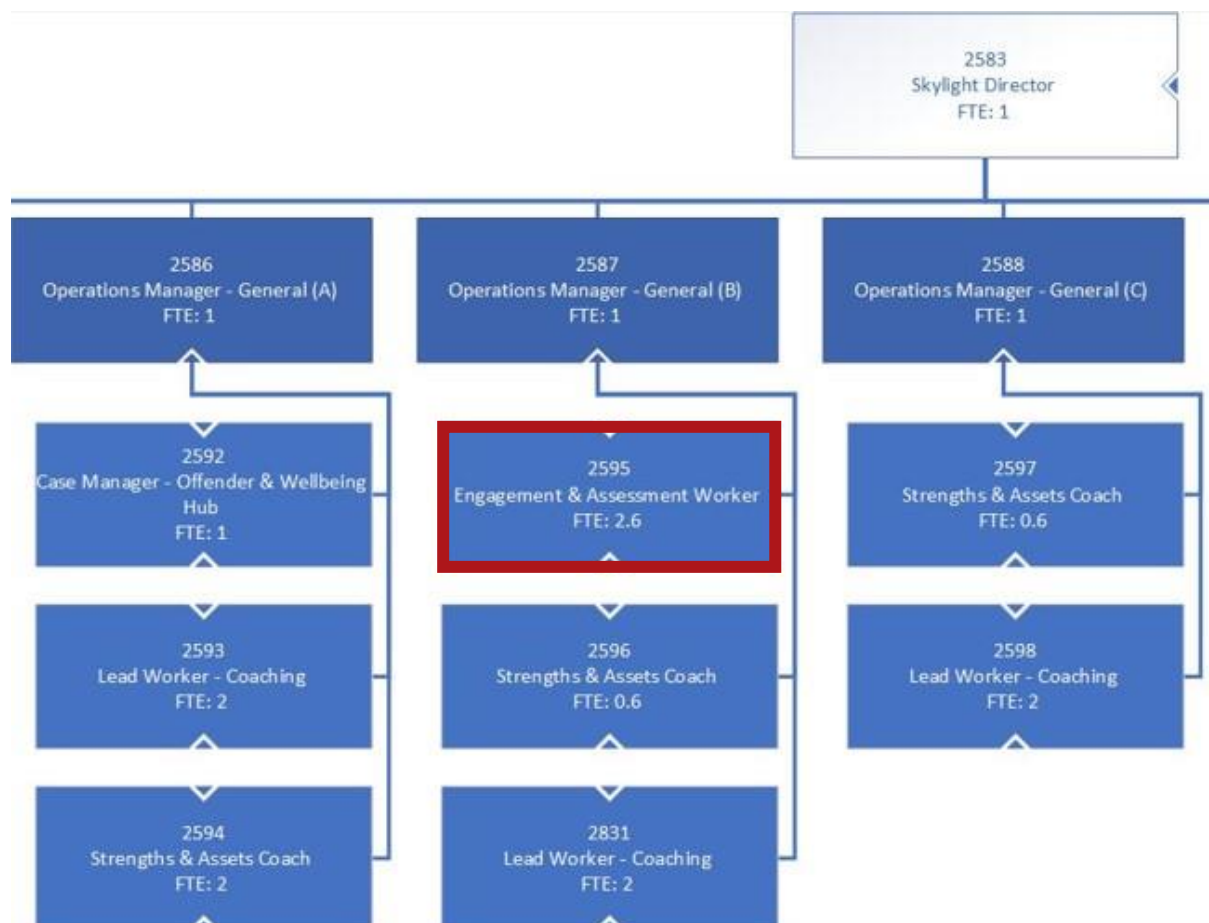 2583
Skylight Director
FTE: 1
2586
Operations Manager - General (A)
FTE: 1
2587
Operations Manager - General (B)
FTE: 1
2588
Operations Manager - General (C)
FTE: 1
2592
Case Manager - Offender & Wellbeing
Hub
FTE: 1
2595
Engagement & Assessment Worker
FTE: 2.6
2597
Strengths & Assets Coach
FTE: 0.6
2593
Lead Worker - Coaching
FTE: 2
2596
Strengths & Assets Coach
FTE: 0.6
2598
Lead Worker - Coaching
FTE: 2
2594
Strengths & Assets Coach
FTE: 2
2831
Lead Worker - Coaching
FTE: 2